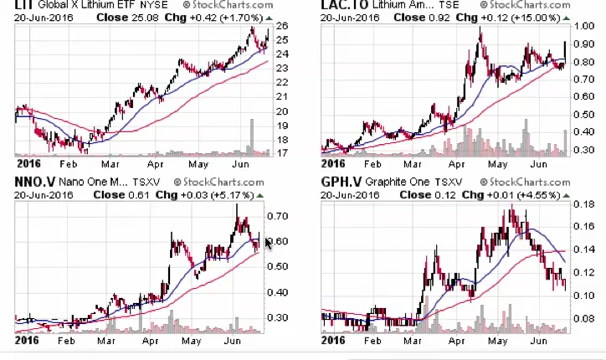 LIT Global X Lithium ETF NYSE © StockCharts.com
20-Jun-2016 Close 25.08 Chg +0.42 (+1.70%)
26
25
24
23
22
21
20
19
18
17
2016 Feb Mar Apr May Jun
LAC.TO Lithium Am... TSE © StockCharts.com
20-Jun-2016 Close 0.92 Chg +0.12 (+15.00%)
1.00
0.90
0.80
0.70
0.60
0.50
0.40
0.30
2016 Feb Mar Apr May Jun
NNO.V Nano One M... TSXV © StockCharts.com
20-Jun-2016 Close 0.61 Chg +0.03 (+5.17%)
0.70
0.60
0.50
0.40
0.30
2016 Feb Mar Apr May Jun
GPH.V Graphite One TSXV © StockCharts.com
20-Jun-2016 Close 0.12 Chg +0.01 (+4.55%)
0.18
0.16
0.14
0.12
0.10
0.08
2016 Feb Mar Apr May Jun